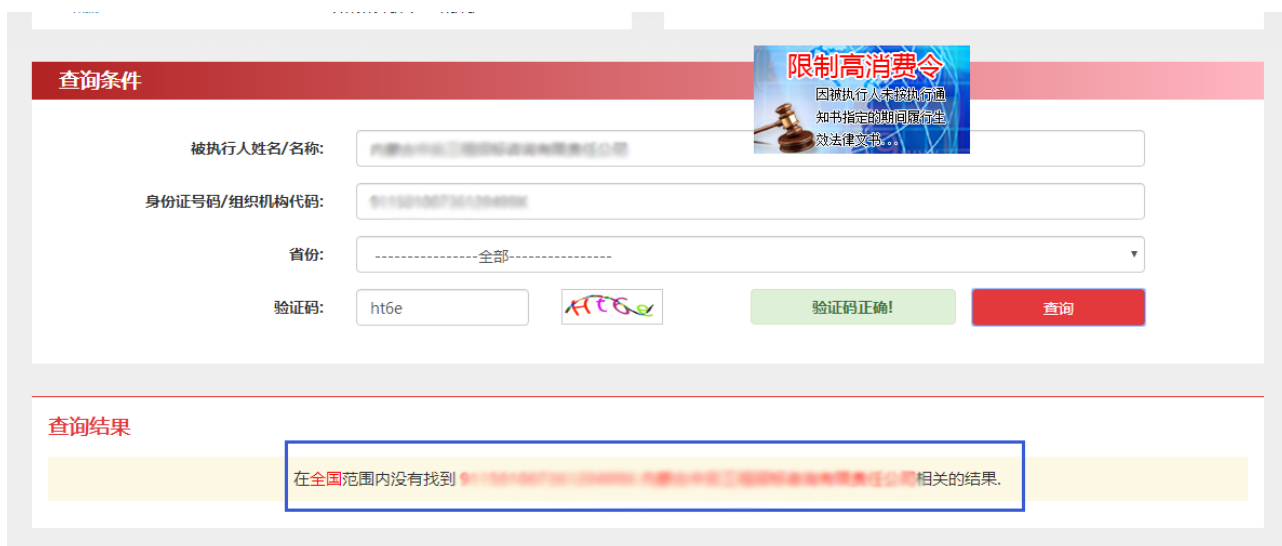 查询条件
限制高消费令
因被执行人未按执行通
知书指定的期间履行生
效法律文书...
被执行人姓名/名称:
身份证号码/组织机构代码:
省份: ----------------全部----------------
验证码: ht6e Ht6e 验证码正确! 查询
查询结果
在全国范围内没有找到 相关的结果.